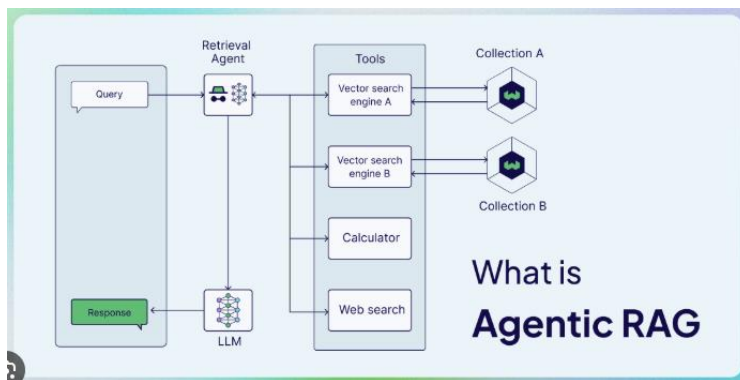 Retrieval
Agent
Tools
Collection A
Query
Vector search
engine A
Vector search
engine B
Collection B
Calculator
What is
Agentic RAG
Response
Web search
LLM